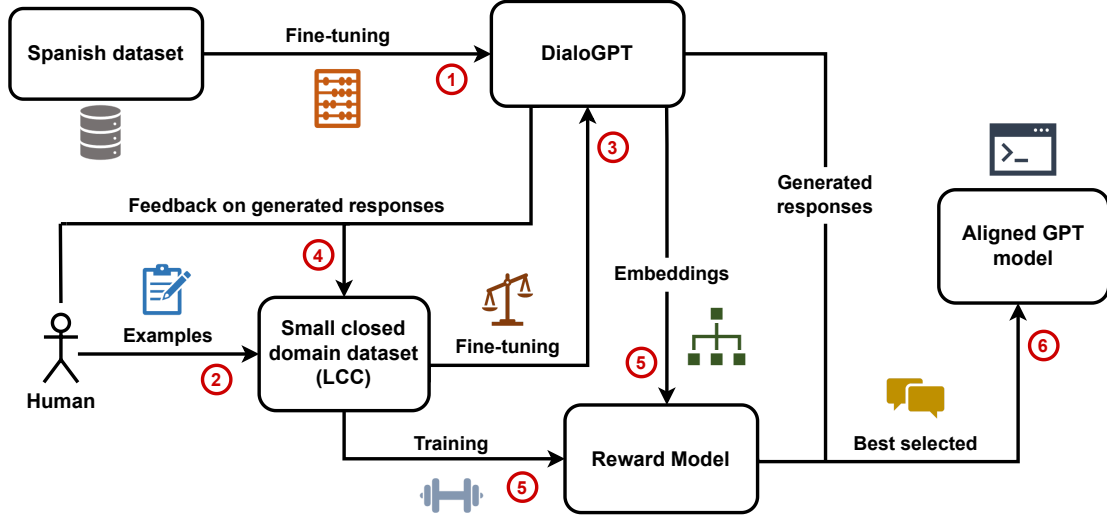 Spanish dataset
Fine-tuning
1
DialoGPT
3
Feedback on generated responses
4
Generated
responses
Aligned GPT
model
Embeddings
Examples
2
Human
Small closed
domain dataset
(LCC)
Fine-tuning
5
6
Training
5
Reward Model
Best selected
>_